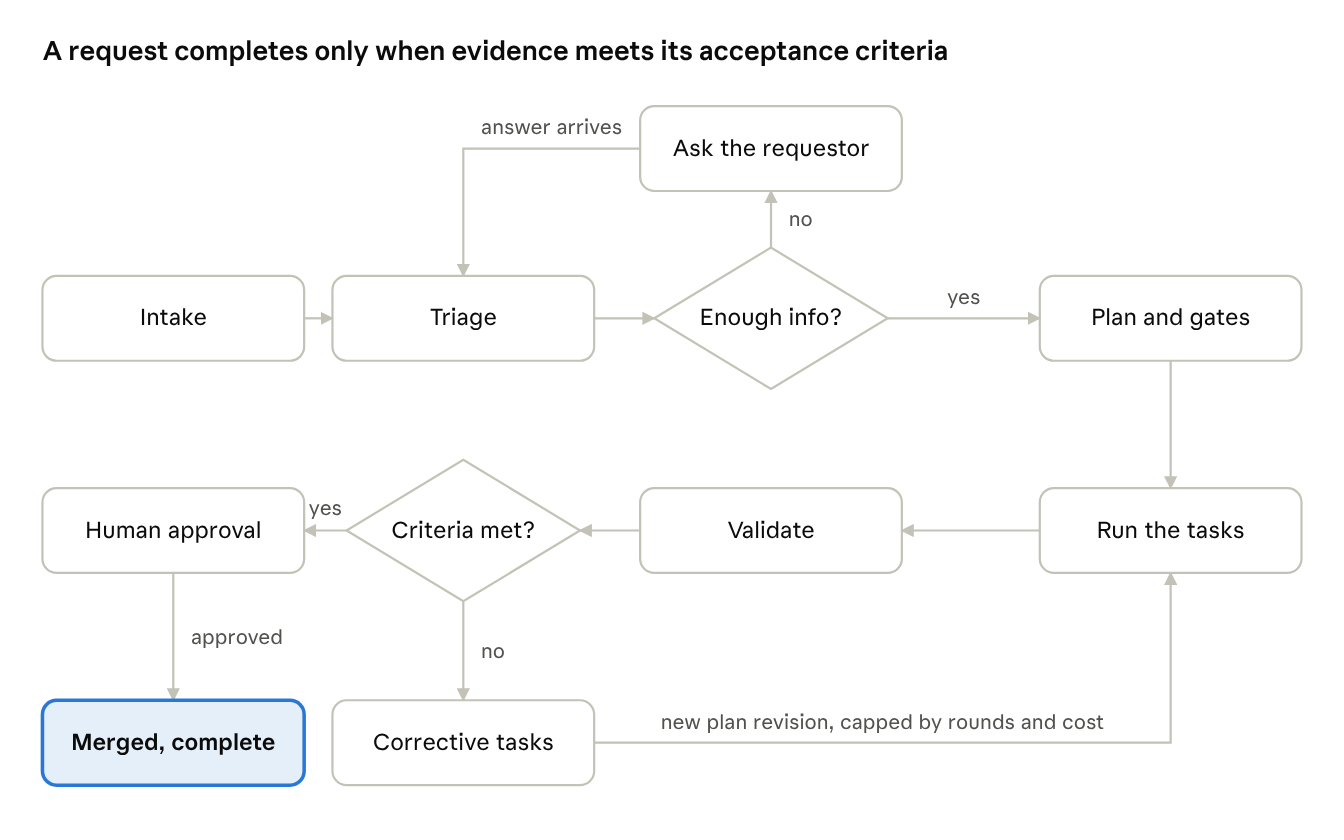 A request completes only when evidence meets its acceptance criteria
answer arrives
Ask the requestor
no
Intake
Triage
Enough info?
yes
Plan and gates
Human approval
yes
Criteria met?
Validate
Run the tasks
approved
no
Merged, complete
Corrective tasks
new plan revision, capped by rounds and cost